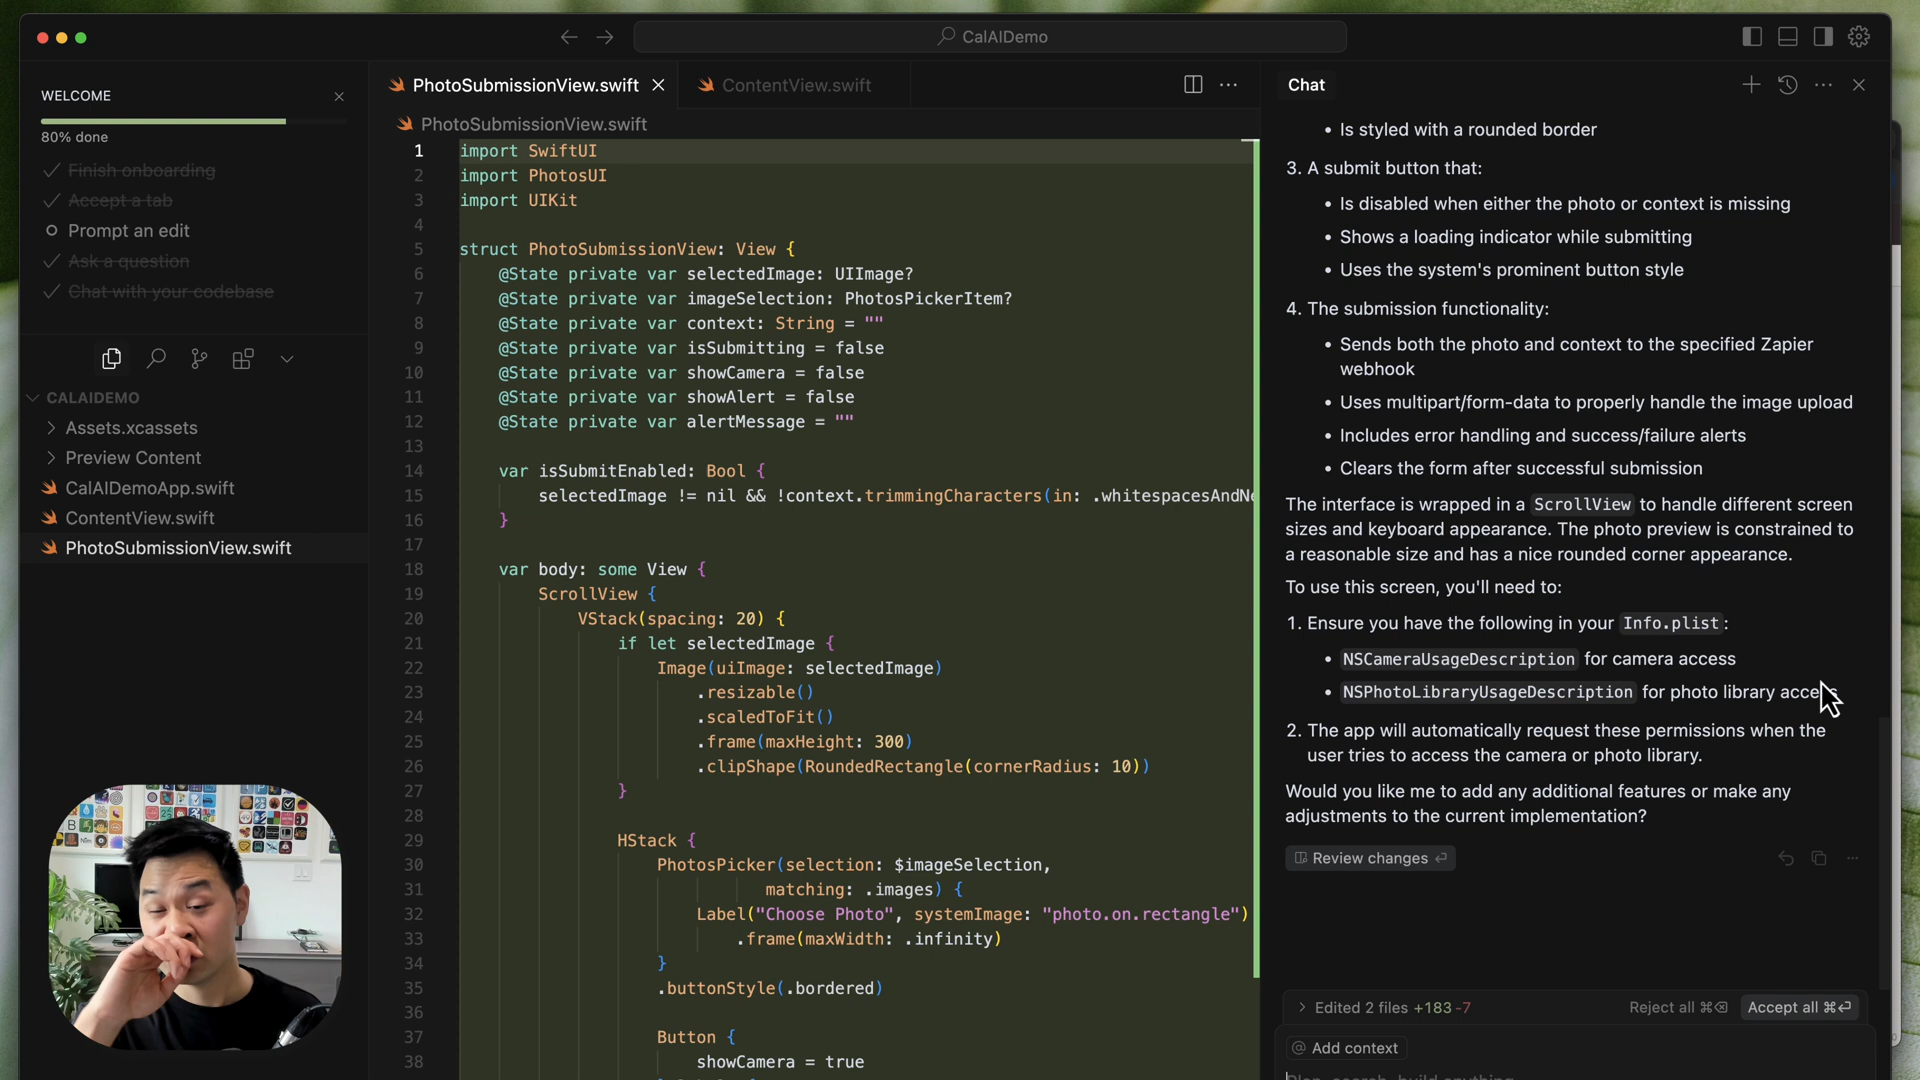 CalAIDemo
WELCOME
80% done
Finish onboarding
Accept a tab
Prompt an edit
Ask a question
Chat with your codebase
CALAIDEMO
Assets.xcassets
Preview Content
CalAIDemoApp.swift
ContentView.swift
PhotoSubmissionView.swift
PhotoSubmissionView.swift
ContentView.swift
PhotoSubmissionView.swift
1 import SwiftUI
2 import PhotosUI
3 import UIKit
4
5 struct PhotoSubmissionView: View {
6 @State private var selectedImage: UIImage?
7 @State private var imageSelection: PhotosPickerItem?
8 @State private var context: String = ""
9 @State private var isSubmitting = false
10 @State private var showCamera = false
11 @State private var showAlert = false
12 @State private var alertMessage = ""
13
14 var isSubmitEnabled: Bool {
15 selectedImage != nil && !context.trimmingCharacters(in: .whitespacesAndNe
16 }
17
18 var body: some View {
19 ScrollView {
20 VStack(spacing: 20) {
21 if let selectedImage {
22 Image(uiImage: selectedImage)
23 .resizable()
24 .scaledToFit()
25 .frame(maxHeight: 300)
26 .clipShape(RoundedRectangle(cornerRadius: 10))
27 }
28
29 HStack {
30 PhotosPicker(selection: $imageSelection,
31 matching: .images) {
32 Label("Choose Photo", systemImage: "photo.on.rectangle")
33 .frame(maxWidth: .infinity)
34 }
35 .buttonStyle(.bordered)
36
37 Button {
38 showCamera = true
Chat
• Is styled with a rounded border
3. A submit button that:
• Is disabled when either the photo or context is missing
• Shows a loading indicator while submitting
• Uses the system's prominent button style
4. The submission functionality:
• Sends both the photo and context to the specified Zapier
webhook
• Uses multipart/form-data to properly handle the image upload
• Includes error handling and success/failure alerts
• Clears the form after successful submission
The interface is wrapped in a ScrollView to handle different screen
sizes and keyboard appearance. The photo preview is constrained to
a reasonable size and has a nice rounded corner appearance.
To use this screen, you'll need to:
1. Ensure you have the following in your Info.plist:
• NSCameraUsageDescription for camera access
• NSPhotoLibraryUsageDescription for photo library access
2. The app will automatically request these permissions when the
user tries to access the camera or photo library.
Would you like me to add any additional features or make any
adjustments to the current implementation?
Review changes
Edited 2 files +183 -7
Reject all ⌘⌫
Accept all ⌘⏎
@ Add context